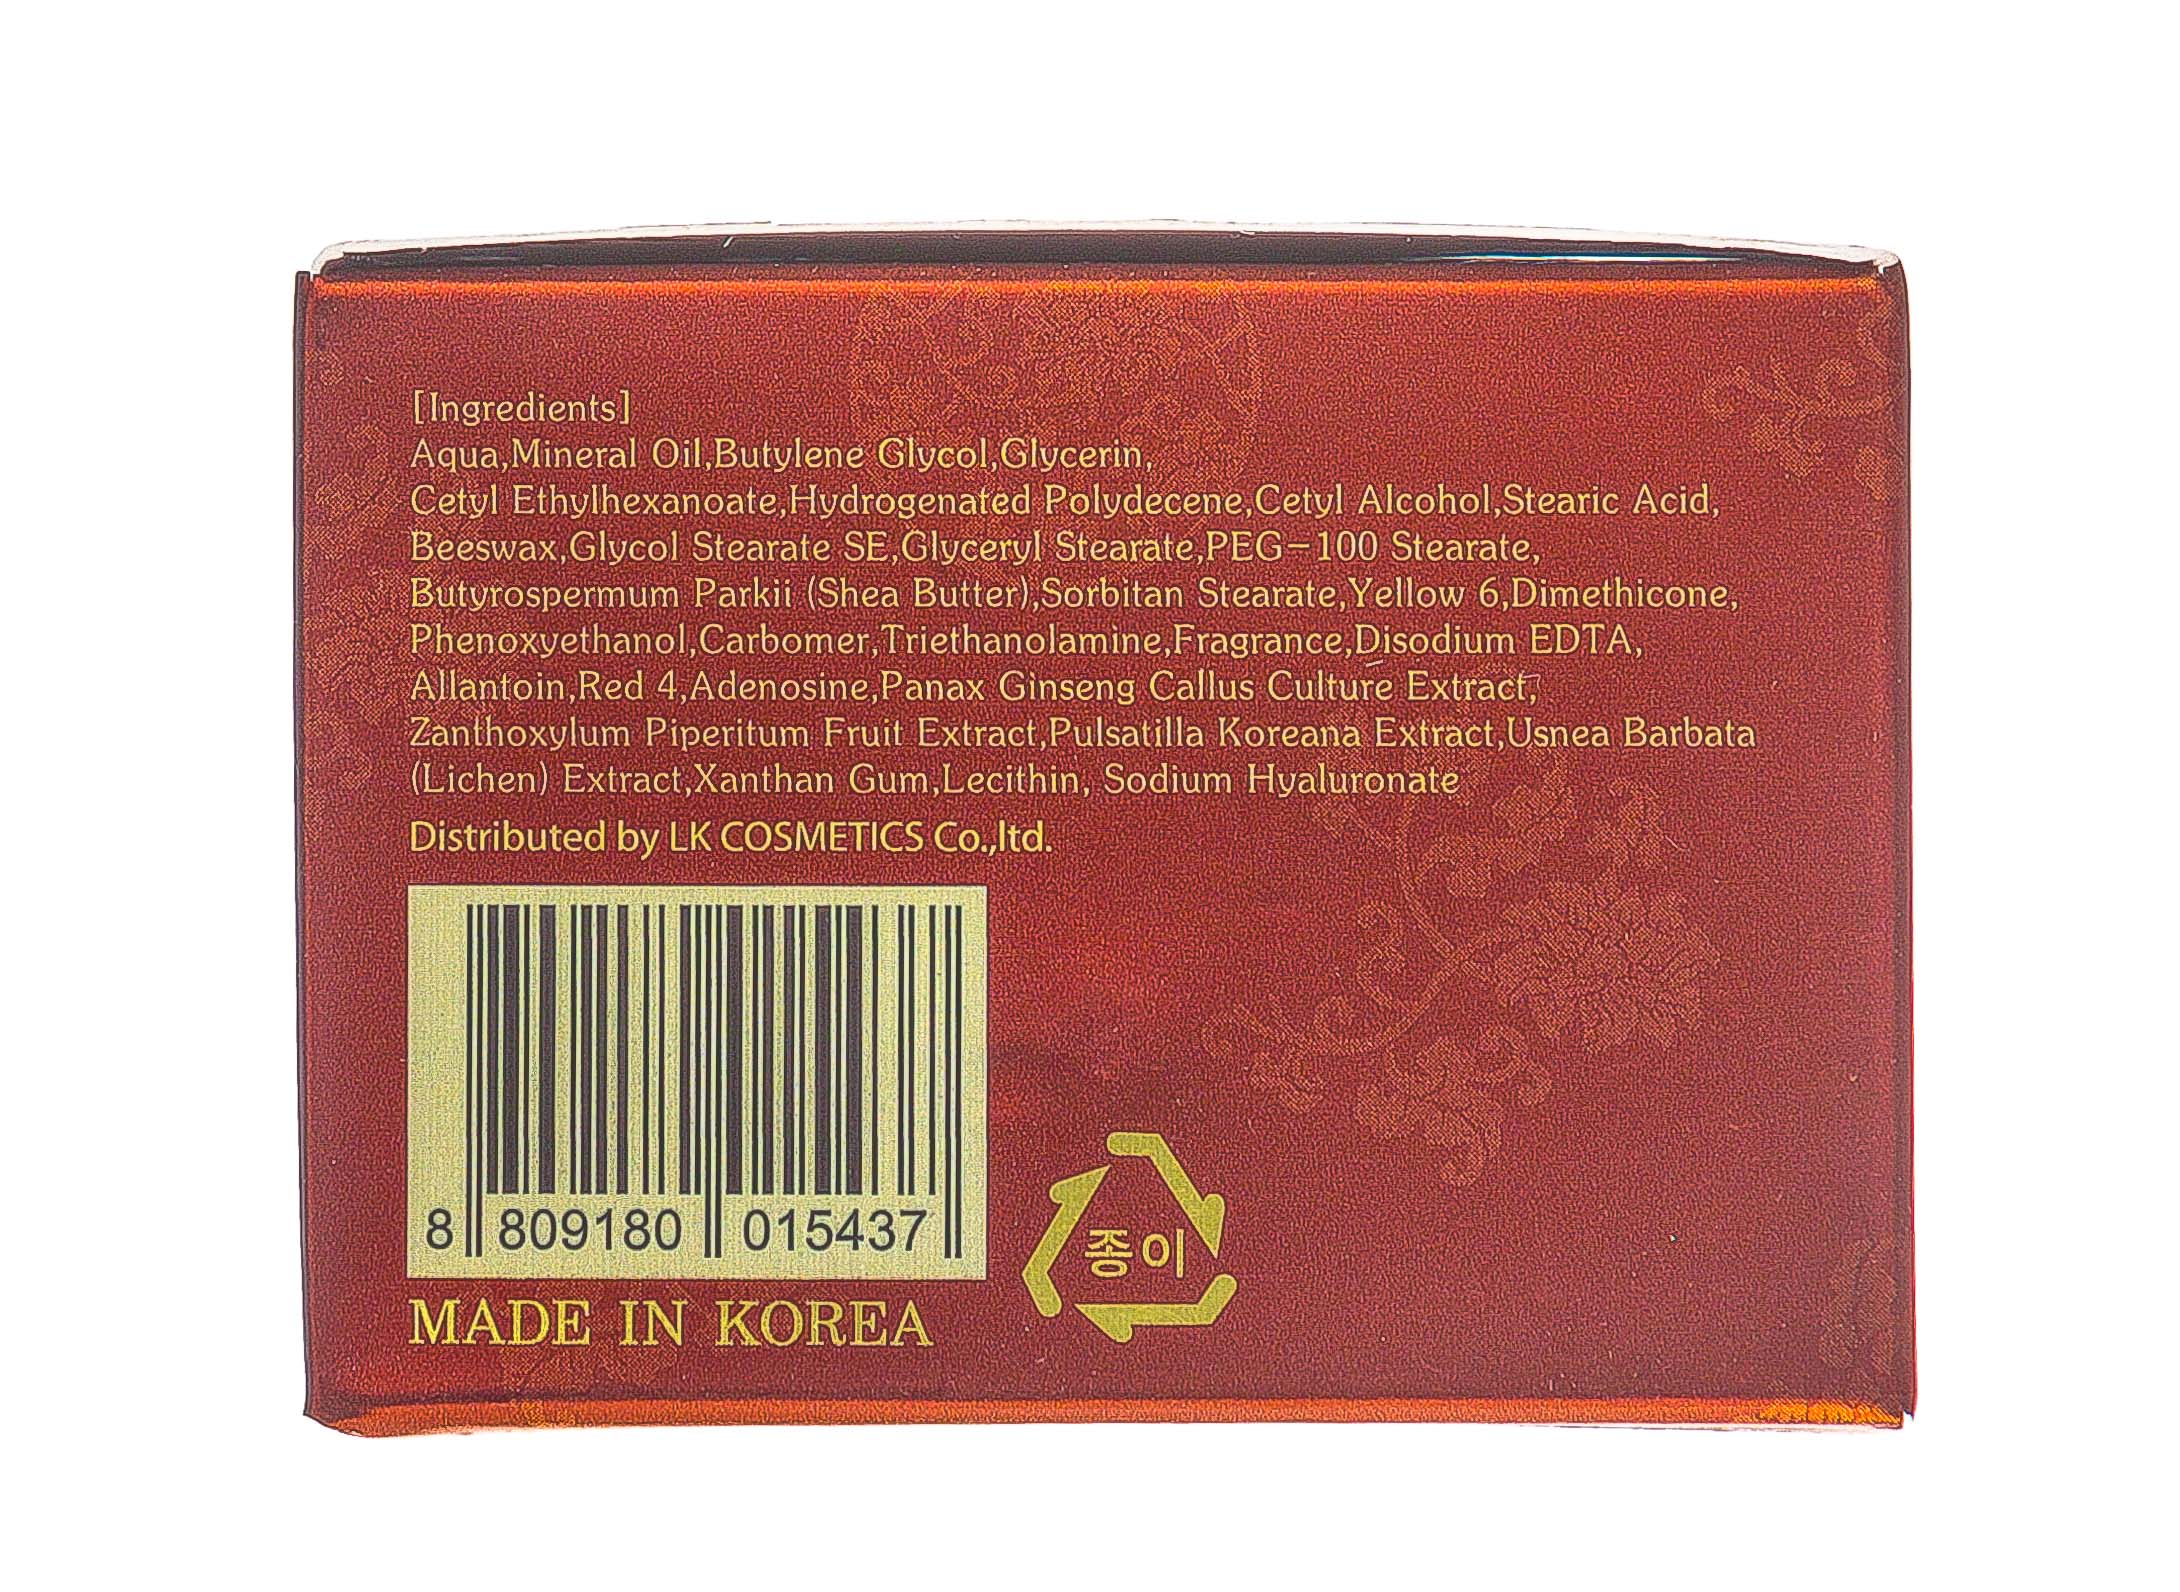 [Ingredients]
Aqua,Mineral Oil,Butylene Glycol,Glycerin,
Cetyl Ethylhexanoate,Hydrogenated Polydecene,Cetyl Alcohol,Stearic Acid,
Beeswax,Glycol Stearate SE,Glyceryl Stearate,PEG-100 Stearate,
Butyrospermum Parkii (Shea Butter),Sorbitan Stearate,Yellow 6,Dimethicone,
Phenoxyethanol,Carbomer,Triethanolamine,Fragrance,Disodium EDTA,
Allantoin,Red 4,Adenosine,Panax Ginseng Callus Culture Extract,
Zanthoxylum Piperitum Fruit Extract,Pulsatilla Koreana Extract,Usnea Barbata
(Lichen) Extract,Xanthan Gum,Lecithin, Sodium Hyaluronate
Distributed by LK COSMETICS Co.,ltd.
8 809180 015437
종이
MADE IN KOREA